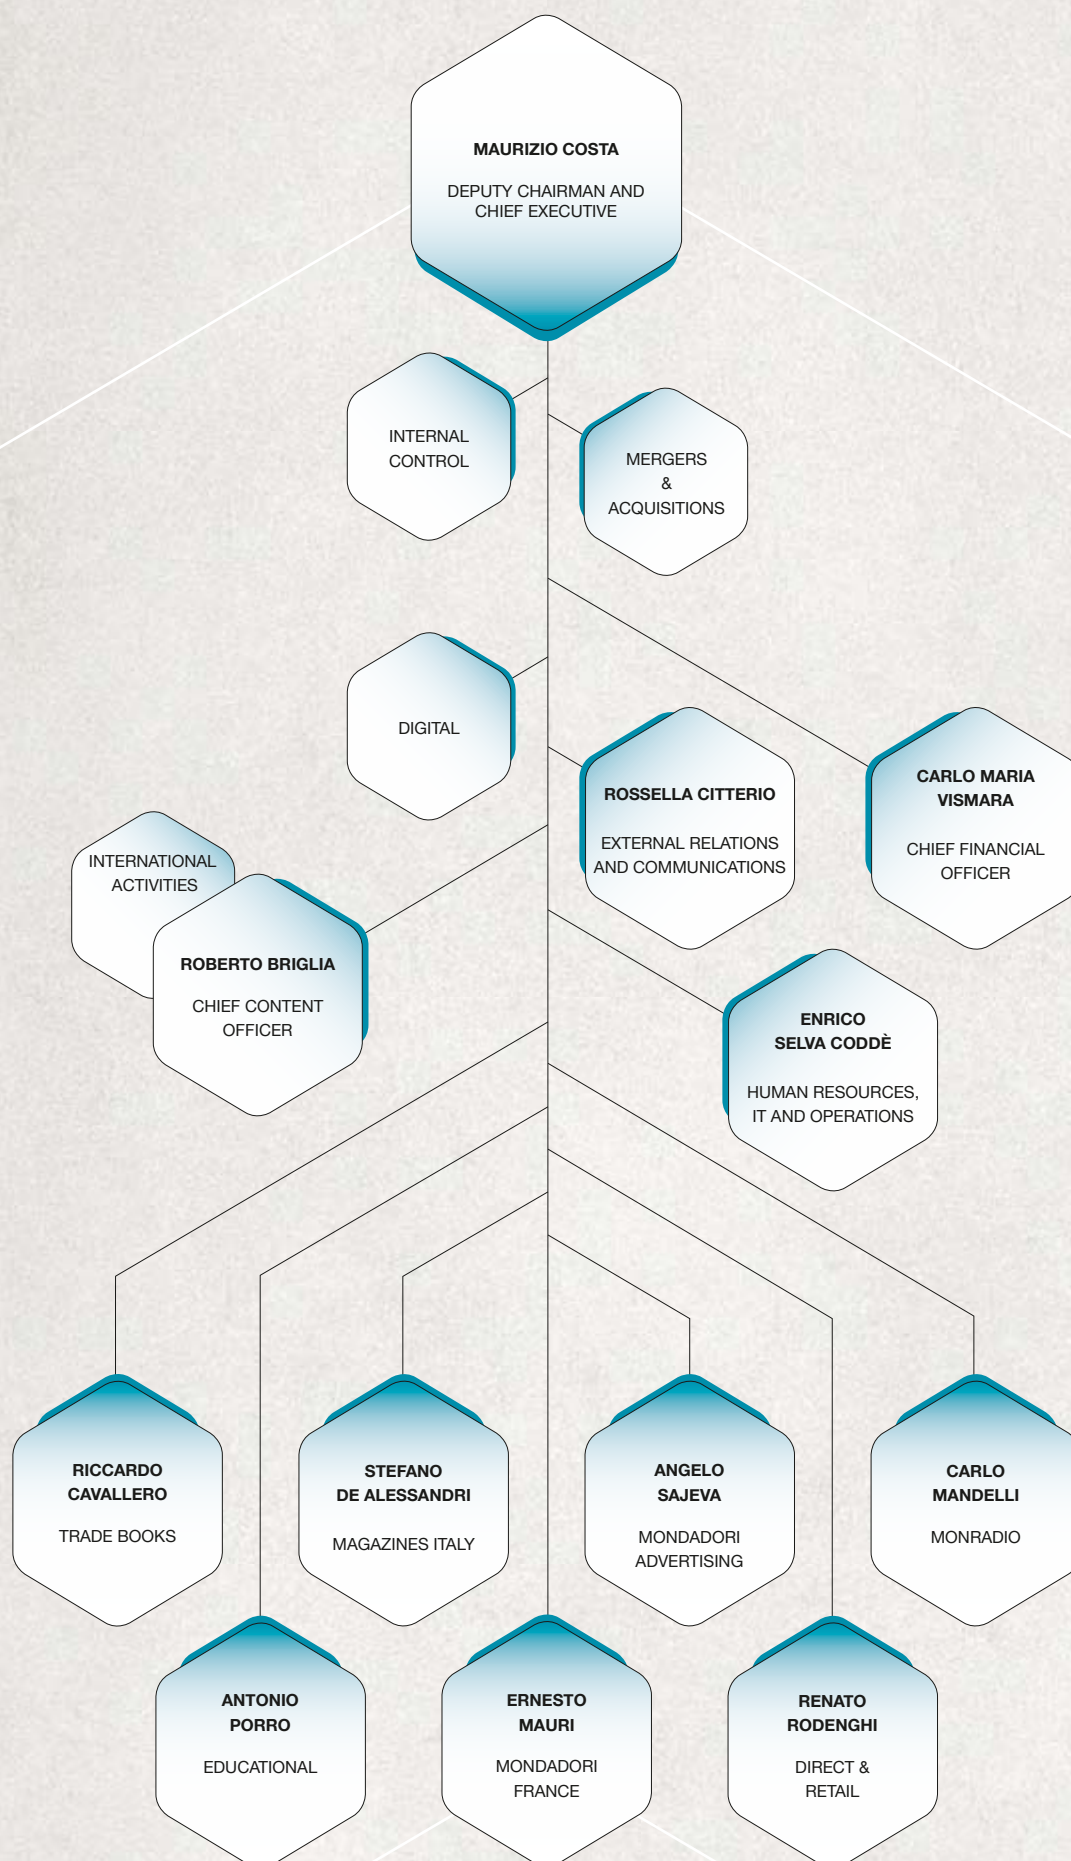 MAURIZIO COSTA
DEPUTY CHAIRMAN AND
CHIEF EXECUTIVE
INTERNAL
CONTROL
MERGERS
&
ACQUISITIONS
DIGITAL
ROSSELLA CITTERIO
EXTERNAL RELATIONS
AND COMMUNICATIONS
CARLO MARIA
VISMARA
CHIEF FINANCIAL
OFFICER
INTERNATIONAL
ACTIVITIES
ROBERTO BRIGLIA
CHIEF CONTENT
OFFICER
ENRICO
SELVA CODDÈ
HUMAN RESOURCES,
IT AND OPERATIONS
RICCARDO
CAVALLERO
TRADE BOOKS
STEFANO
DE ALESSANDRI
MAGAZINES ITALY
ANGELO
SAJEVA
MONDADORI
ADVERTISING
CARLO
MANDELLI
MONRADIO
ANTONIO
PORRO
EDUCATIONAL
ERNESTO
MAURI
MONDADORI
FRANCE
RENATO
RODENGHI
DIRECT &
RETAIL